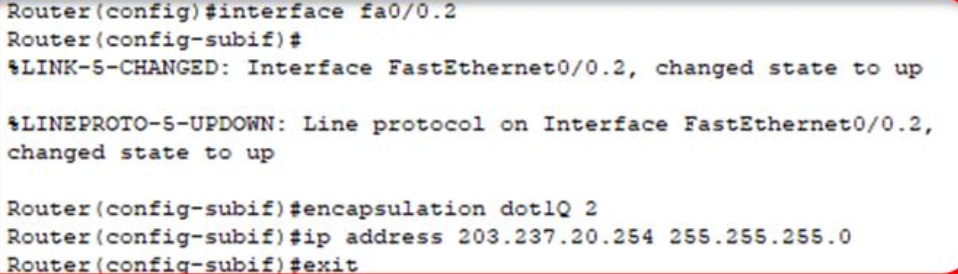 Router(config)#interface fa0/0.2
Router(config-subif)#
%LINK-5-CHANGED: Interface FastEthernet0/0.2, changed state to up
%LINEPROTO-5-UPDOWN: Line protocol on Interface FastEthernet0/0.2,
changed state to up
Router(config-subif)#encapsulation dot1Q 2
Router(config-subif)#ip address 203.237.20.254 255.255.255.0
Router(config-subif)#exit